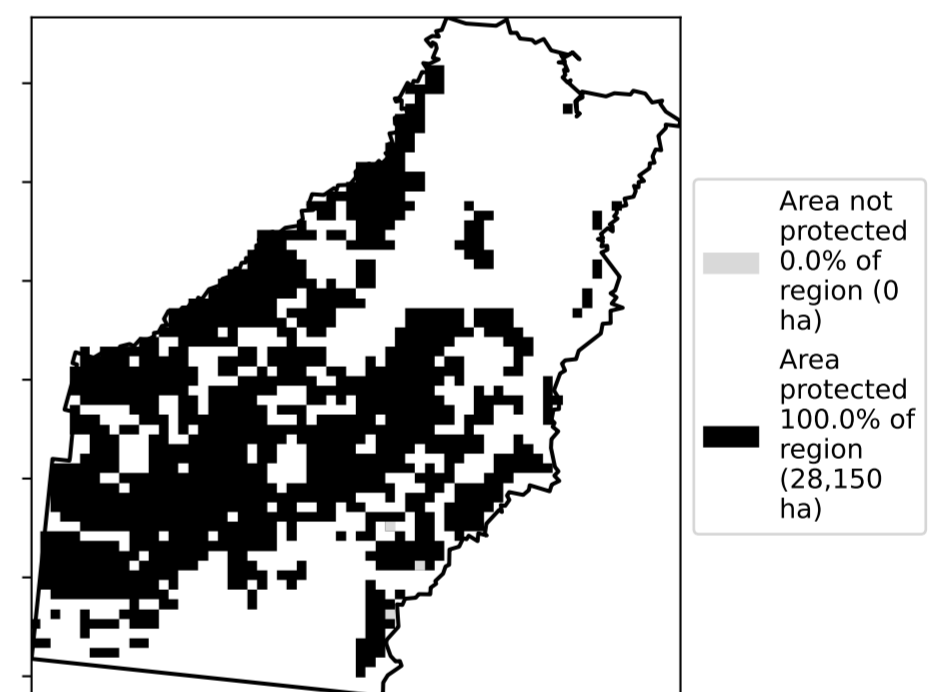 Area not
protected
0.0% of
region (0
ha)
Area
protected
100.0% of
region
(28,150
ha)